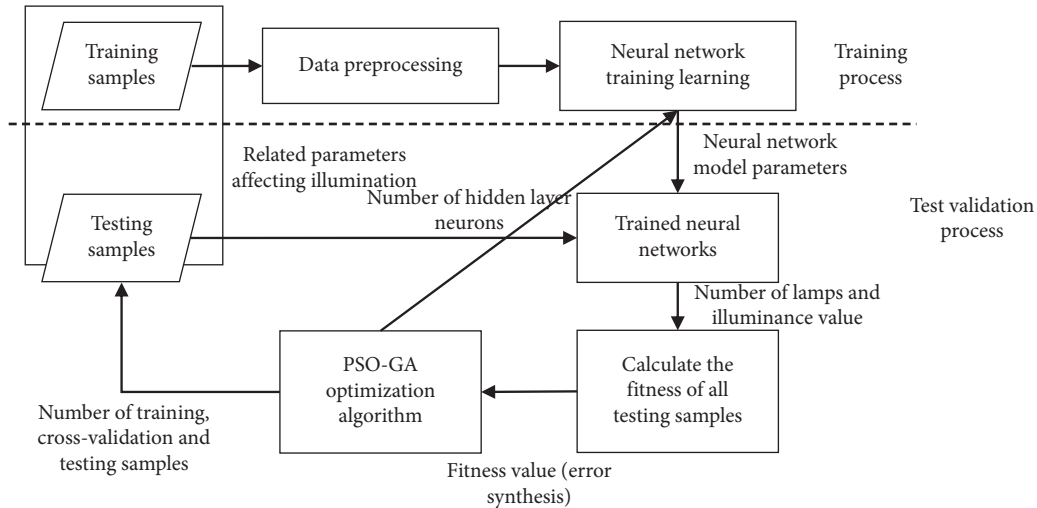 Training
samples
Data preprocessing
Neural network
training learning
Training
process
Related parameters
affecting illumination
Neural network
model parameters
Number of hidden layer
neurons
Testing
samples
Trained neural
networks
Test validation
process
Number of lamps and
illuminance value
PSO-GA
optimization
algorithm
Calculate the
fitness of all
testing samples
Number of training,
cross-validation and
testing samples
Fitness value (error
synthesis)